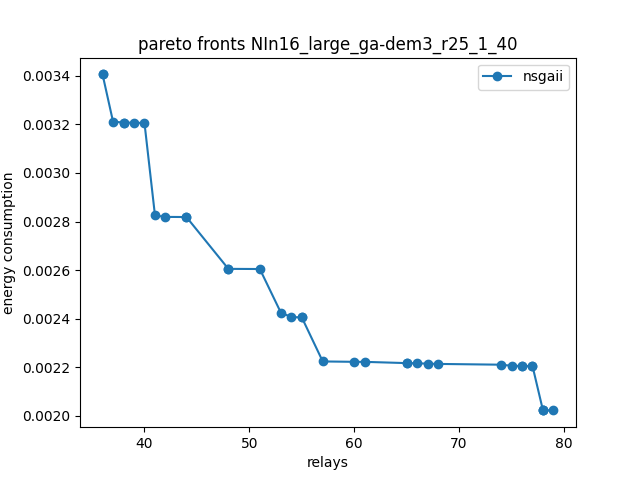 pareto fronts NIn16_large_ga-dem3_r25_1_40
nsgaii
energy consumption
0.0034
0.0032
0.0030
0.0028
0.0026
0.0024
0.0022
0.0020
40 50 60 70 80
relays